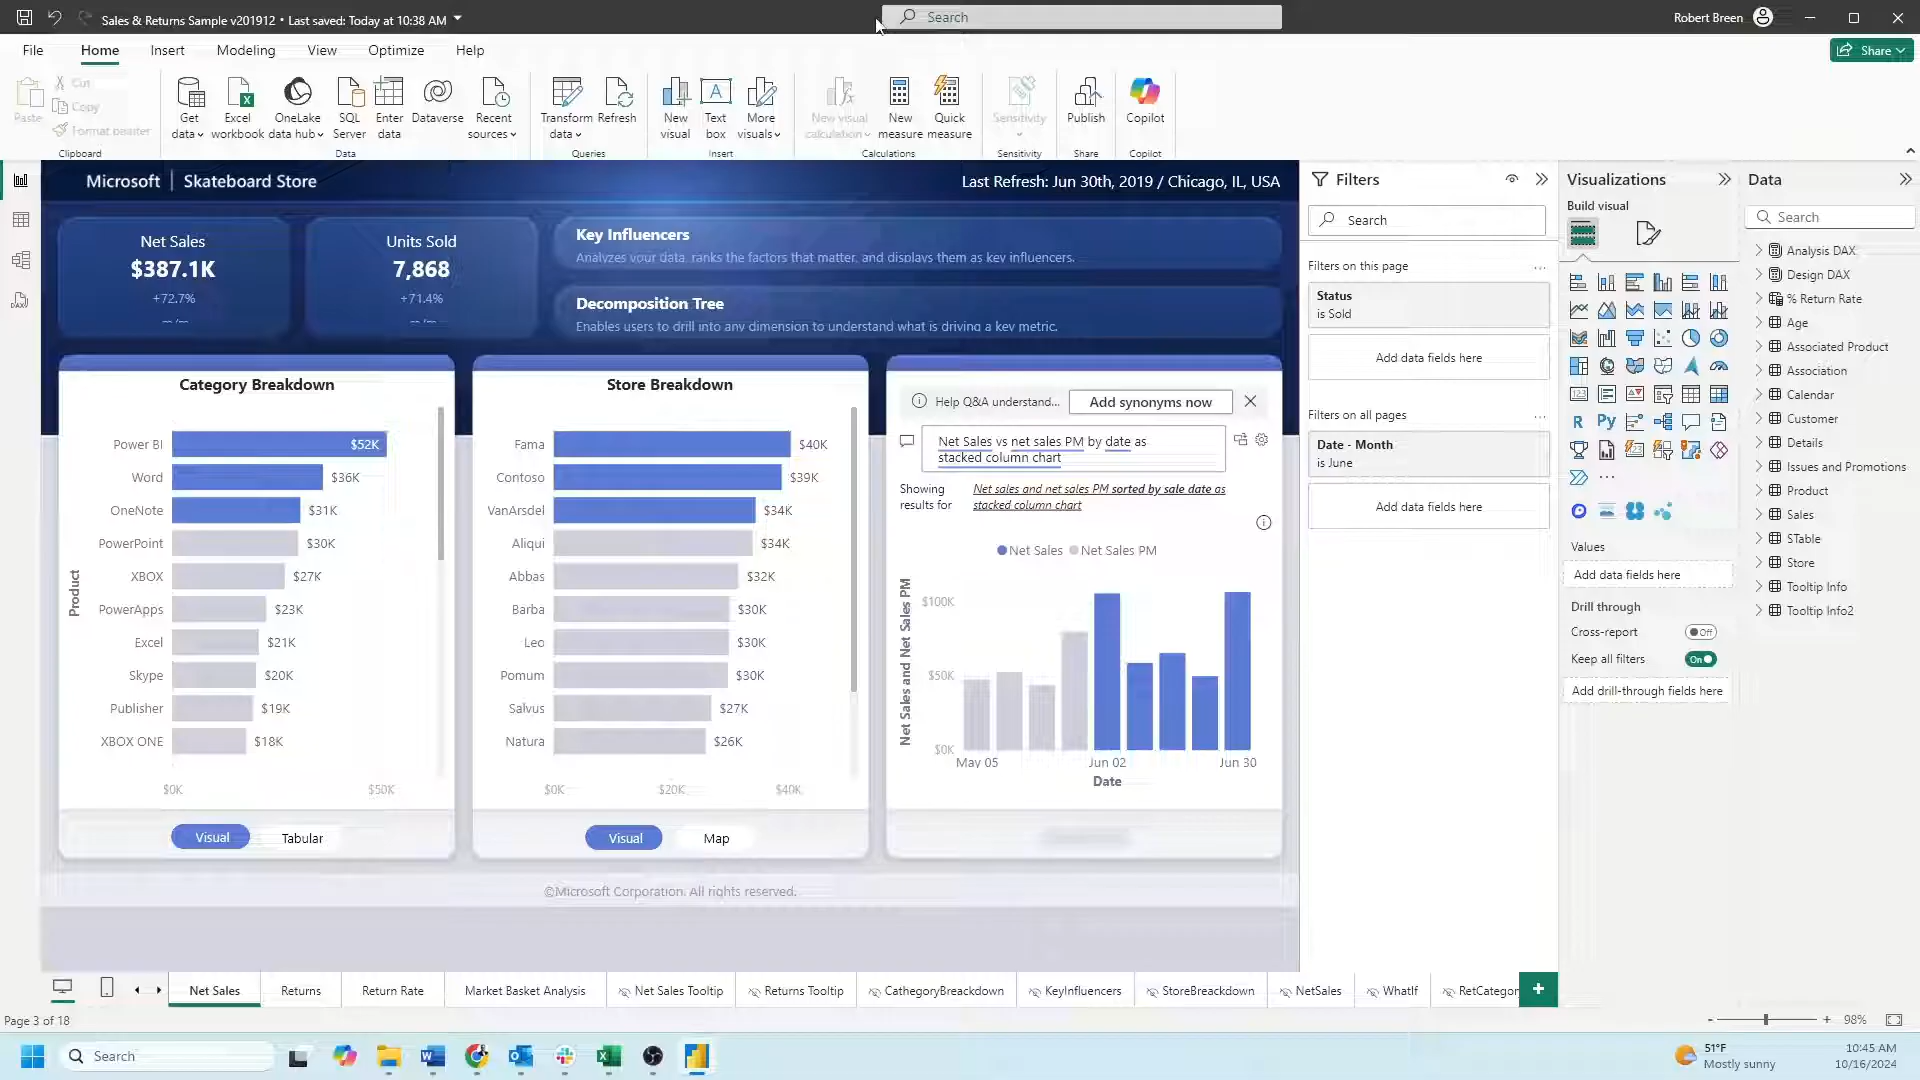 Sales & Returns Sample v201912 • Last saved: Today at 10:38 AM
Search
Robert Breen
File
Home
Insert
Modeling
View
Optimize
Help
Share
Paste
Cut
Copy
Format painter
Get data
Excel workbook
OneLake data hub
SQL Server
Enter data
Dataverse
Recent sources
Transform data
Refresh
New visual
Text box
More visuals
New visual calculation
New measure
Quick measure
Sensitivity
Publish
Copilot
Clipboard
Data
Queries
Insert
Calculations
Sensitivity
Share
Copilot
Microsoft | Skateboard Store
Last Refresh: Jun 30th, 2019 / Chicago, IL, USA
Net Sales
$387.1K
+72.7%
Units Sold
7,868
+71.4%
Key Influencers
Analyzes your data, ranks the factors that matter, and displays them as key influencers.
Decomposition Tree
Enables users to drill into any dimension to understand what is driving a key metric.
Category Breakdown
Product
Power BI $52K
Word $36K
OneNote $31K
PowerPoint $30K
XBOX $27K
PowerApps $23K
Excel $21K
Skype $20K
Publisher $19K
XBOX ONE $18K
$0K $50K
Visual
Tabular
Store Breakdown
Fama $40K
Contoso $39K
VanArsdel $34K
Aliqui $34K
Abbas $32K
Barba $30K
Leo $30K
Pomum $30K
Salvus $27K
Natura $26K
$0K $20K $40K
Visual
Map
Help Q&A understand...
Add synonyms now
Net Sales vs net sales PM by date as
stacked column chart
Showing results for
Net sales and net sales PM sorted by sale date as
stacked column chart
Net Sales
Net Sales PM
Net Sales and Net Sales PM
$100K
$50K
$0K
May 05 Jun 02 Jun 30
Date
©Microsoft Corporation. All rights reserved.
Filters
Search
Filters on this page
...
Status
is Sold
Add data fields here
Filters on all pages
...
Date - Month
is June
Add data fields here
Visualizations
Build visual
R
Py
123
...
Values
Add data fields here
Drill through
Cross-report
Off
Keep all filters
On
Add drill-through fields here
Data
Search
Analysis DAX
Design DAX
% Return Rate
Age
Associated Product
Association
Calendar
Customer
Details
Issues and Promotions
Product
Sales
STable
Store
Tooltip Info
Tooltip Info2
Net Sales
Returns
Return Rate
Market Basket Analysis
Net Sales Tooltip
Returns Tooltip
CathegoryBreackdown
KeyInfluencers
StoreBreakdown
NetSales
WhatIf
RetCategor
+
Page 3 of 18
- + 98%
Search
51°F
Mostly sunny
10:45 AM
10/16/2024